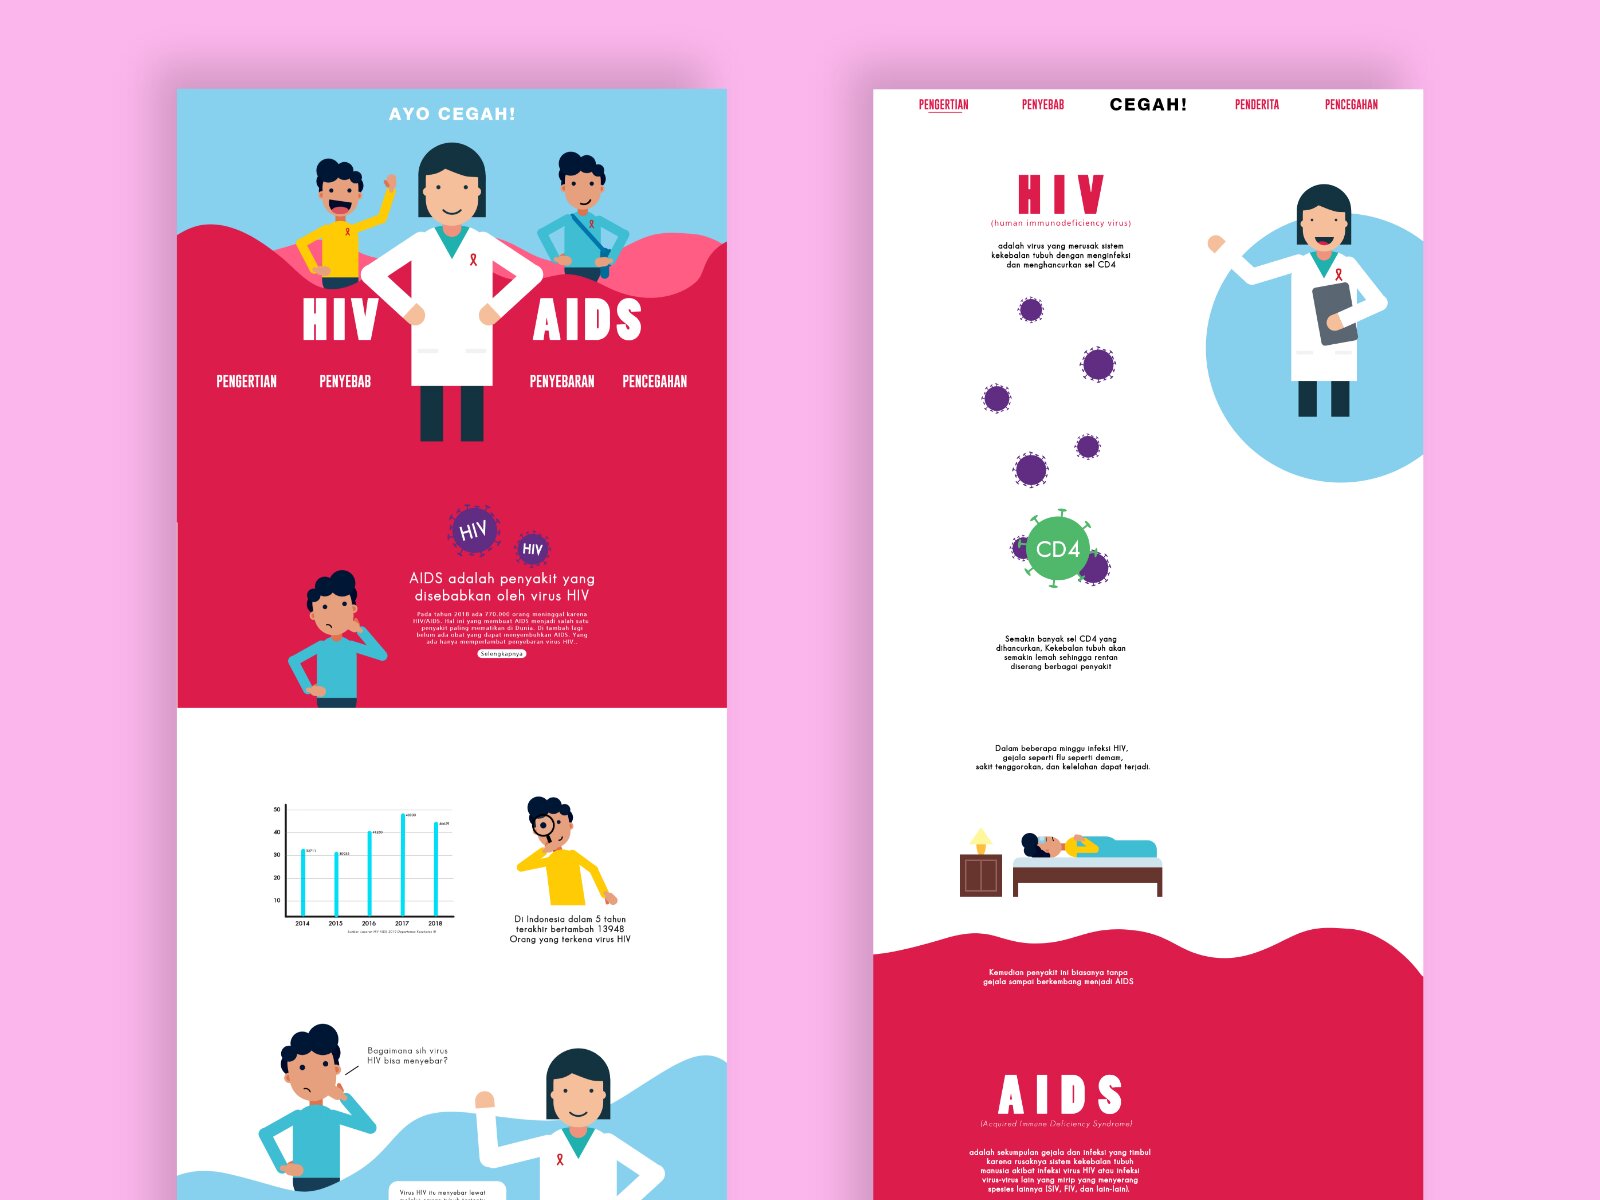 AYO CEGAH!
HIV AIDS
PENGERTIAN PENYEBAB PENYEBARAN PENCEGAHAN
HIV
HIV
AIDS adalah penyakit yang
disebabkan oleh virus HIV
Pada tahun 2018 ada 770.000 orang meninggal karena
HIV/AIDS. Hal ini yang membuat AIDS menjadi salah satu
penyakit paling mematikan di Dunia. Di tambah lagi
belum ada obat yang dapat menyembuhkan AIDS. Yang
ada hanya memperlambat penyebaran virus HIV...
Selengkapnya
50
40
30
20
10
2014 2015 2016 2017 2018
Di Indonesia dalam 5 tahun
terakhir bertambah 13948
Orang yang terkena virus HIV
Bagaimana sih virus
HIV bisa menyebar?
Virus HIV itu menyebar lewat
PENGERTIAN PENYEBAB CEGAH! PENDERITA PENCEGAHAN
HIV
(human immunodeficiency virus)
adalah virus yang merusak sistem
kekebalan tubuh dengan menginfeksi
dan menghancurkan sel CD4
CD4
Semakin banyak sel CD4 yang
dihancurkan, Kekebalan tubuh akan
semakin lemah sehingga rentan
diserang berbagai penyakit
Dalam beberapa minggu infeksi HIV,
gejala seperti flu seperti demam,
sakit tenggorokan, dan kelelahan dapat terjadi.
Kemudian penyakit ini biasanya tanpa
gejala sampai berkembang menjadi AIDS
AIDS
(Acquired Immune Deficiency Syndrome)
adalah sekumpulan gejala dan infeksi yang timbul
karena rusaknya sistem kekebalan tubuh
manusia akibat infeksi virus HIV atau infeksi
virus-virus lain yang mirip yang menyerang
spesies lainnya (SIV, FIV, dan lain-lain).